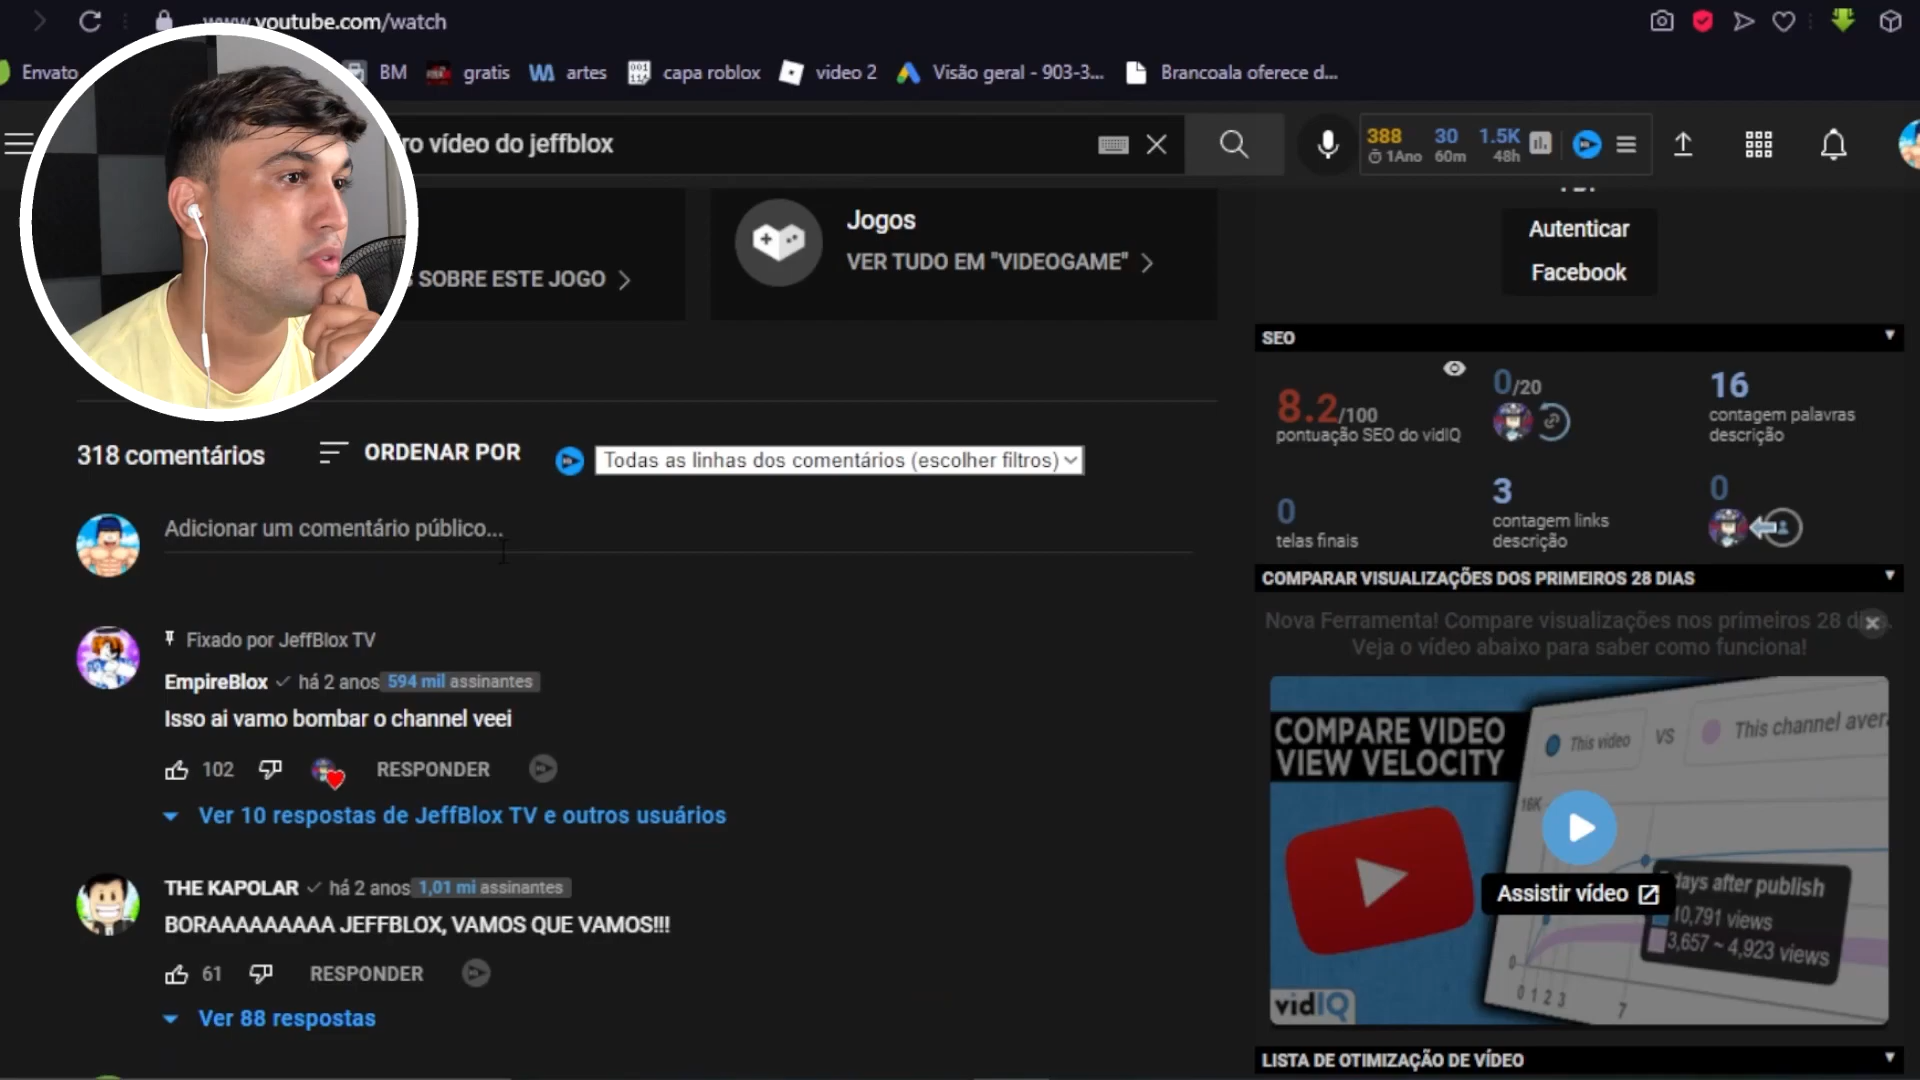 www.youtube.com/watch
Envato
BM
gratis
artes
capa roblox
video 2
Visão geral - 903-3...
Brancoala oferece d...
ro vídeo do jeffblox
388
1Ano
30
60m
1.5K
48h
Jogos
VER TUDO EM "VIDEOGAME"
SOBRE ESTE JOGO
Autenticar
Facebook
SEO
8.2/100
pontuação SEO do vidIQ
0/20
16
contagem palavras
descrição
0
telas finais
3
contagem links
descrição
0
318 comentários
ORDENAR POR
Todas as linhas dos comentários (escolher filtros)
Adicionar um comentário público...
Fixado por JeffBlox TV
EmpireBlox há 2 anos 594 mil assinantes
Isso ai vamo bombar o channel veei
102
RESPONDER
Ver 10 respostas de JeffBlox TV e outros usuários
THE KAPOLAR há 2 anos 1,01 mi assinantes
BORAAAAAAAAA JEFFBLOX, VAMOS QUE VAMOS!!!
61
RESPONDER
Ver 88 respostas
COMPARAR VISUALIZAÇÕES DOS PRIMEIROS 28 DIAS
Nova Ferramenta! Compare visualizações nos primeiros 28
Veja o vídeo abaixo para saber como funciona!
COMPARE VIDEO
VIEW VELOCITY
This video
VS
This channel avera
16K
Assistir vídeo
days after publish
10,791 views
3,657 ~ 4,923 views
0
0 1 2 3
7
vidIQ
LISTA DE OTIMIZAÇÃO DE VÍDEO